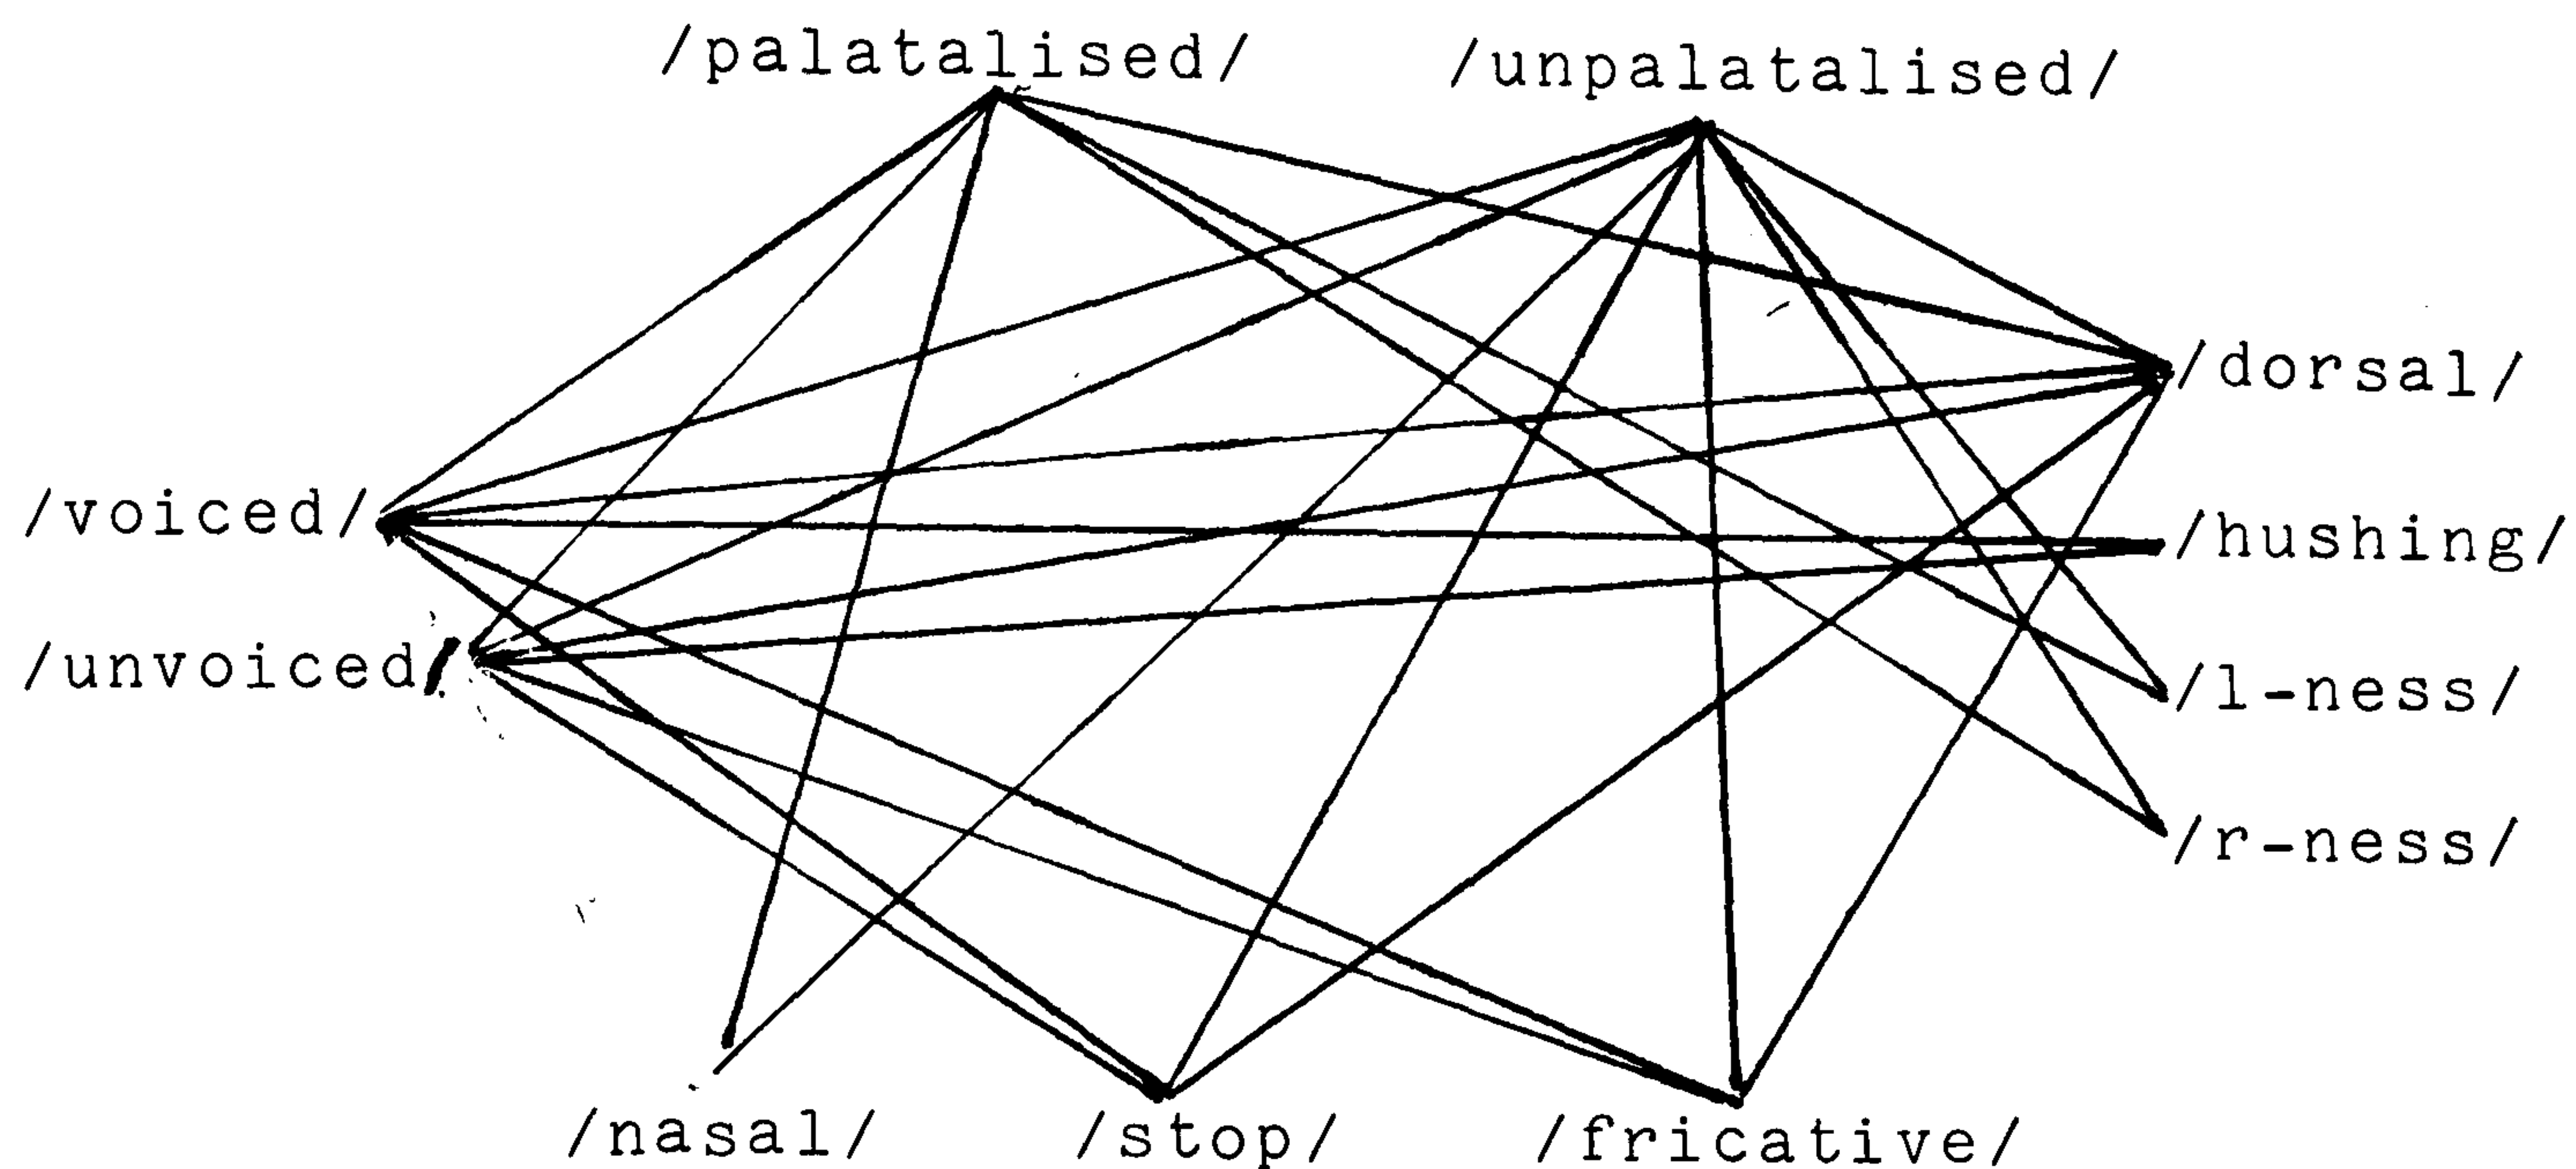 /palatalised/
/unpalatalised/
/dorsal/
/voiced/
/hushing/
/unvoiced/
/l-ness/
/r-ness/
/nasal/
/stop/
/fricative/